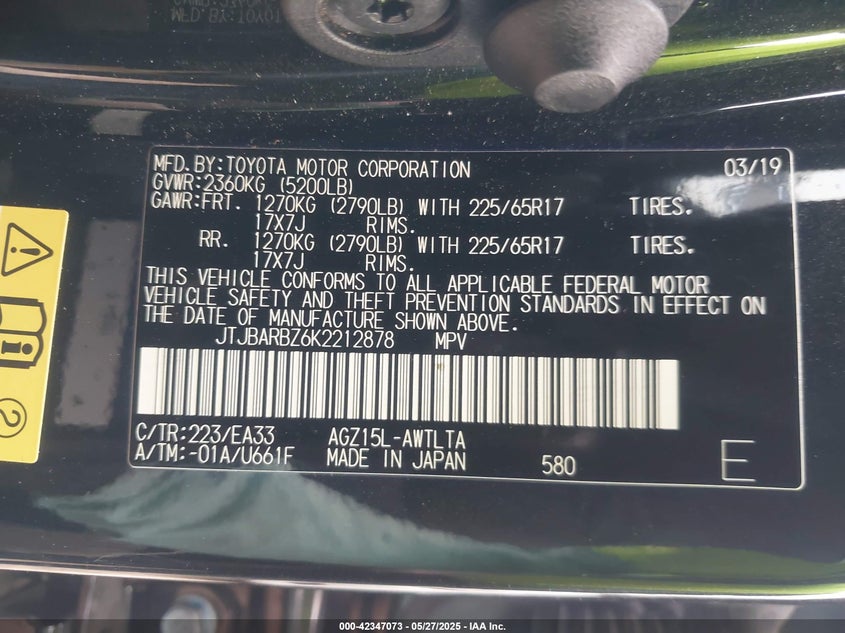 MFD.BY:TOYOTA MOTOR CORPORATION 03/19
GVWR:2360KG (5200LB)
GAWR:FRT. 1270KG (2790LB) WITH 225/65R17 TIRES.
17X7J RIMS.
RR. 1270KG (2790LB) WITH 225/65R17 TIRES.
17X7J RIMS.
THIS VEHICLE CONFORMS TO ALL APPLICABLE FEDERAL MOTOR
VEHICLE SAFETY AND THEFT PREVENTION STANDARDS IN EFFECT ON
THE DATE OF MANUFACTURE SHOWN ABOVE.
JTJBARBZ6K2212878 MPV
C/TR:223/EA33 AGZ15L-AWTLTA
A/TM:-01A/U661F MADE IN JAPAN 580 E
000-42347073 // 05/27/2025 // IAA Inc.